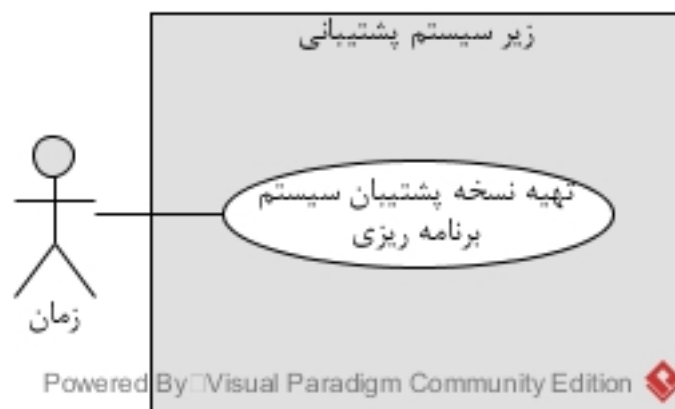 زیر سیستم پشتیبانی
تهیه نسخه پشتیبان سیستم
برنامه ریزی
زمان
Powered By Visual Paradigm Community Edition